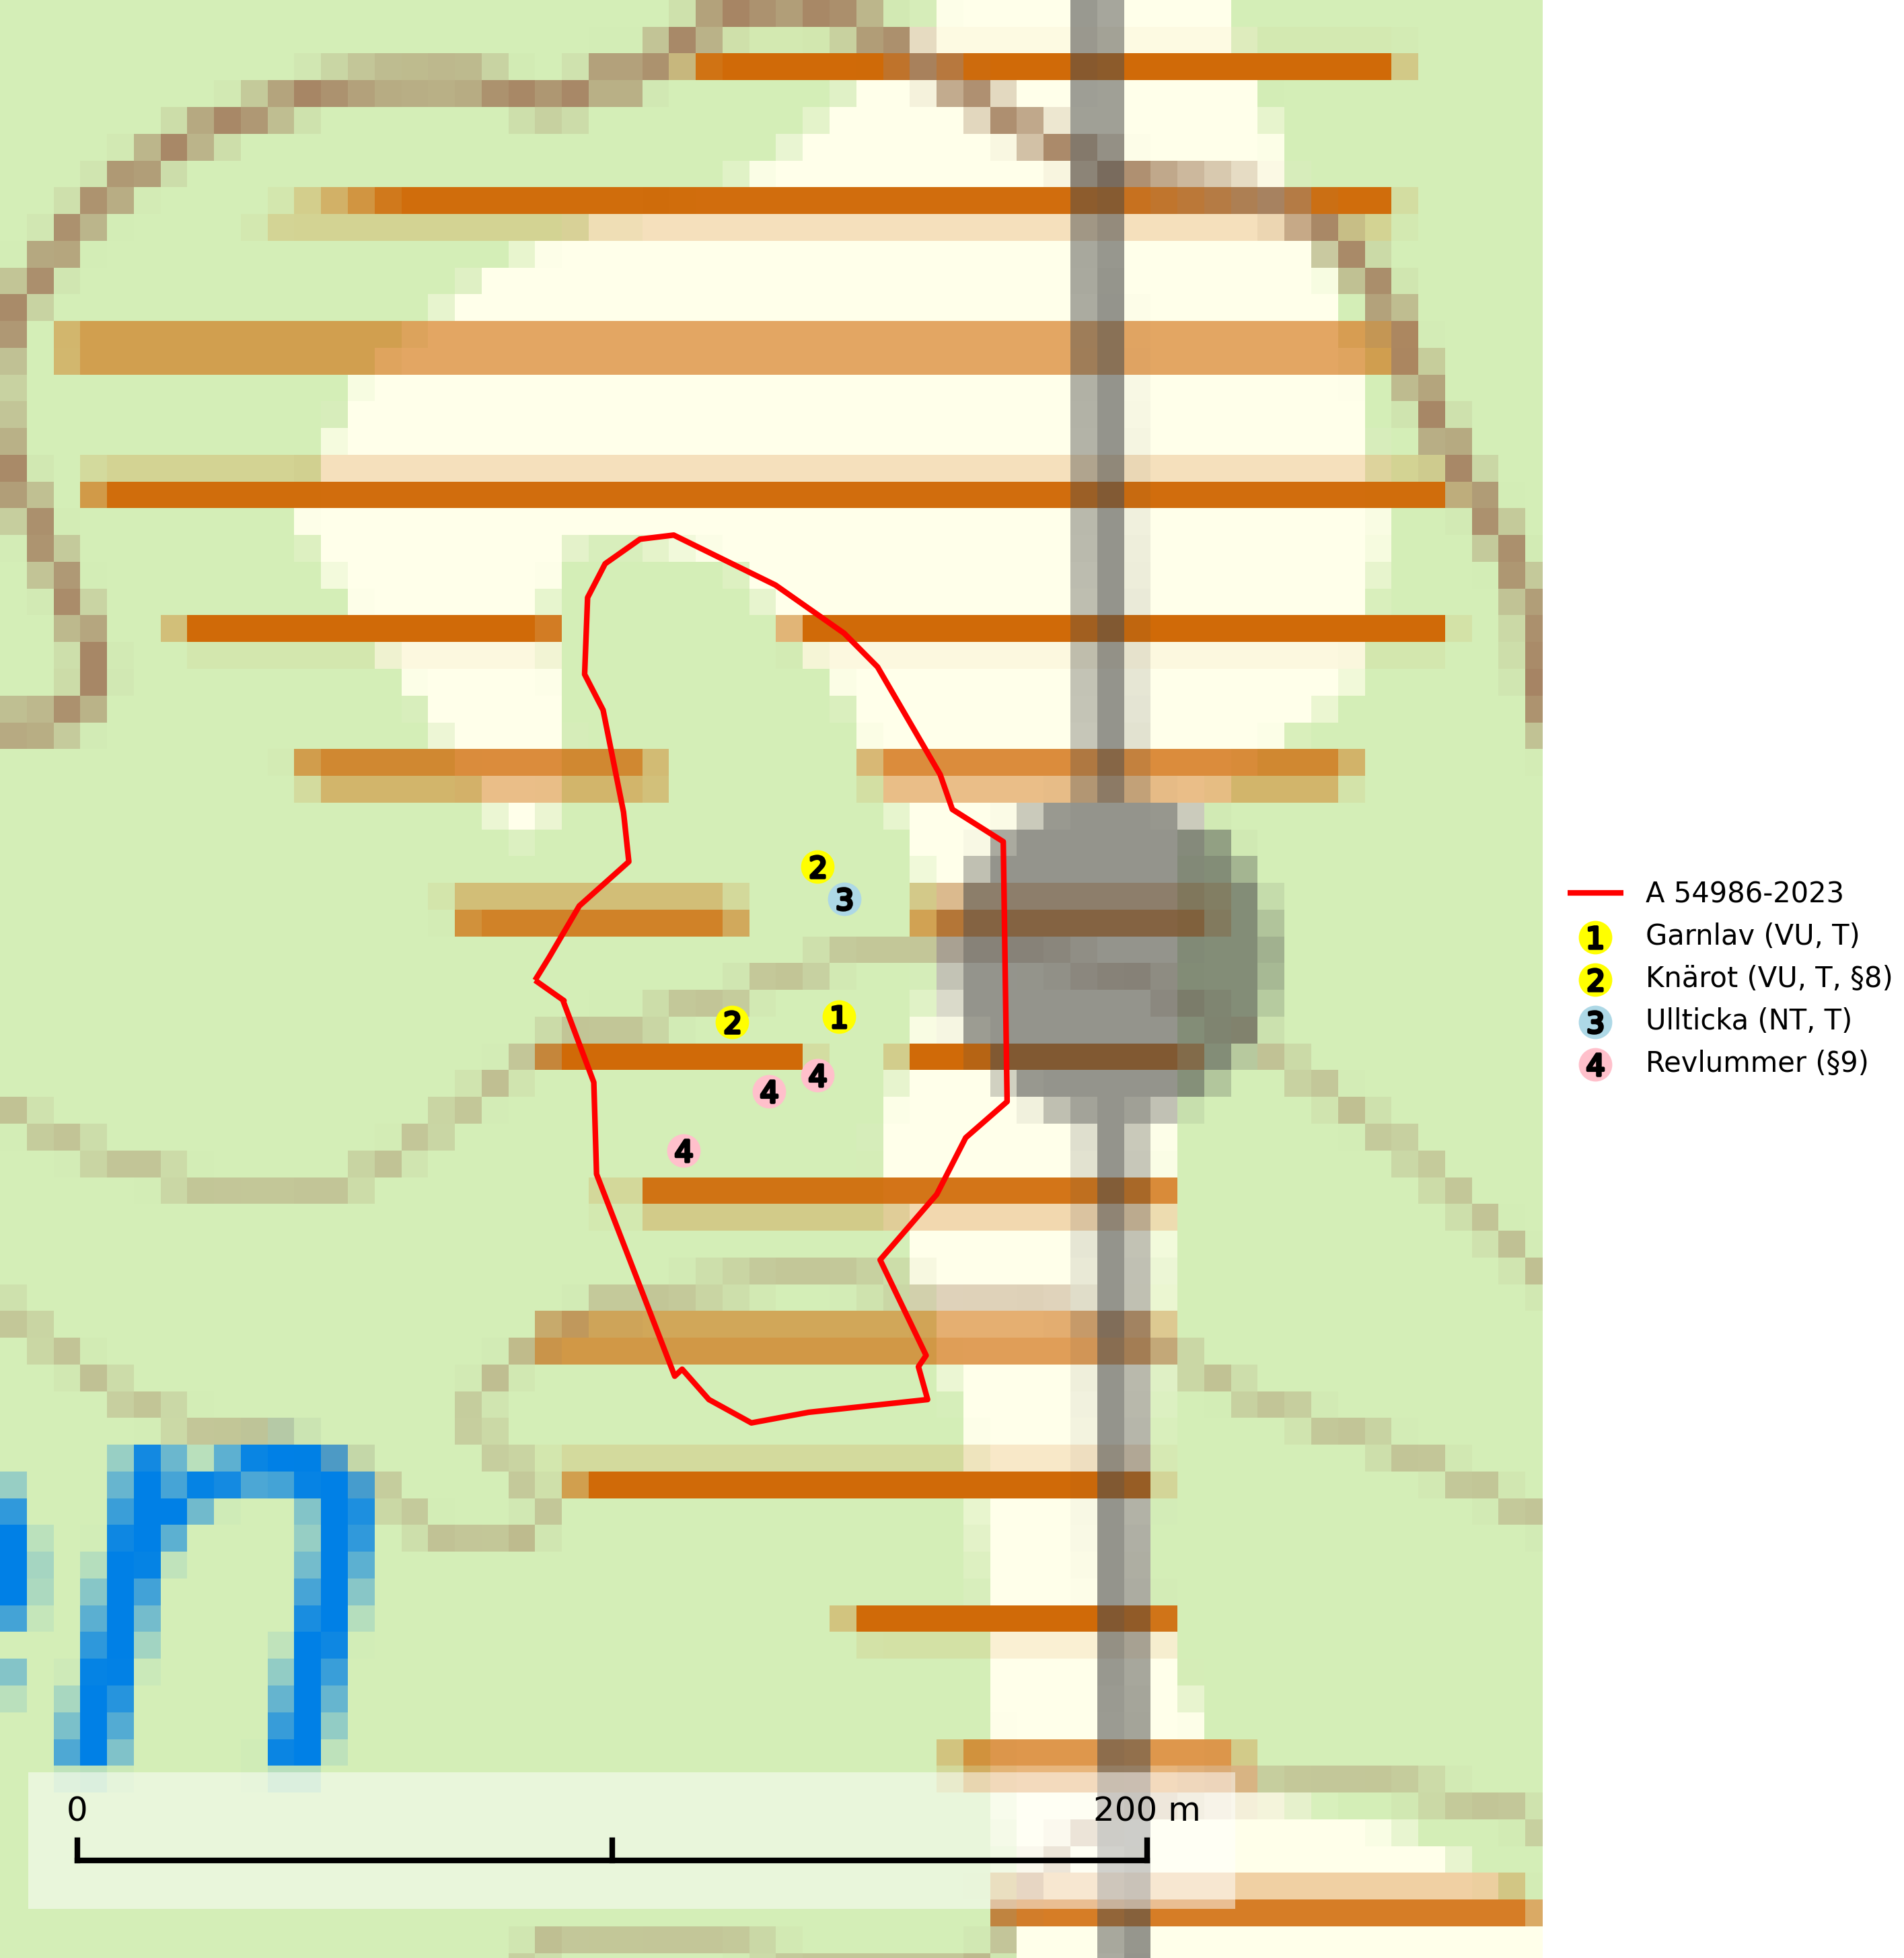 2
3
2
1
4
4
4
A 54986-2023
1 Garnlav (VU, T)
2 Knärot (VU, T, §8)
3 Ullticka (NT, T)
4 Revlummer (§9)
0 200 m